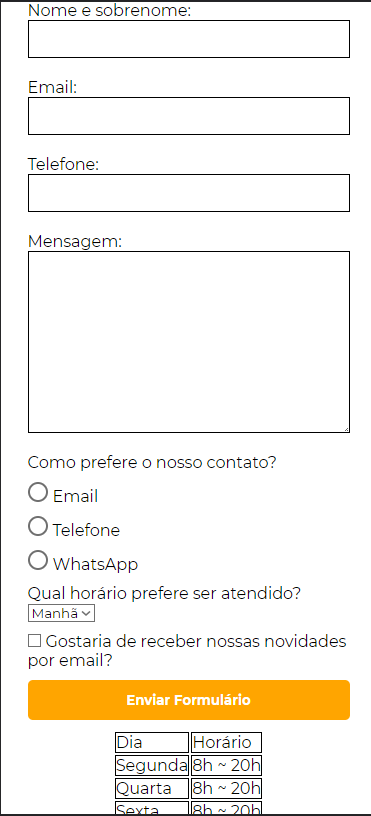 Nome e sobrenome:
Email:
Telefone:
Mensagem:
Como prefere o nosso contato?
Email
Telefone
WhatsApp
Qual horário prefere ser atendido?
Manhã
Gostaria de receber nossas novidades
por email?
Enviar Formulário
Dia Horário
Segunda 8h ~ 20h
Quarta 8h ~ 20h
Sexta 8h ~ 20h